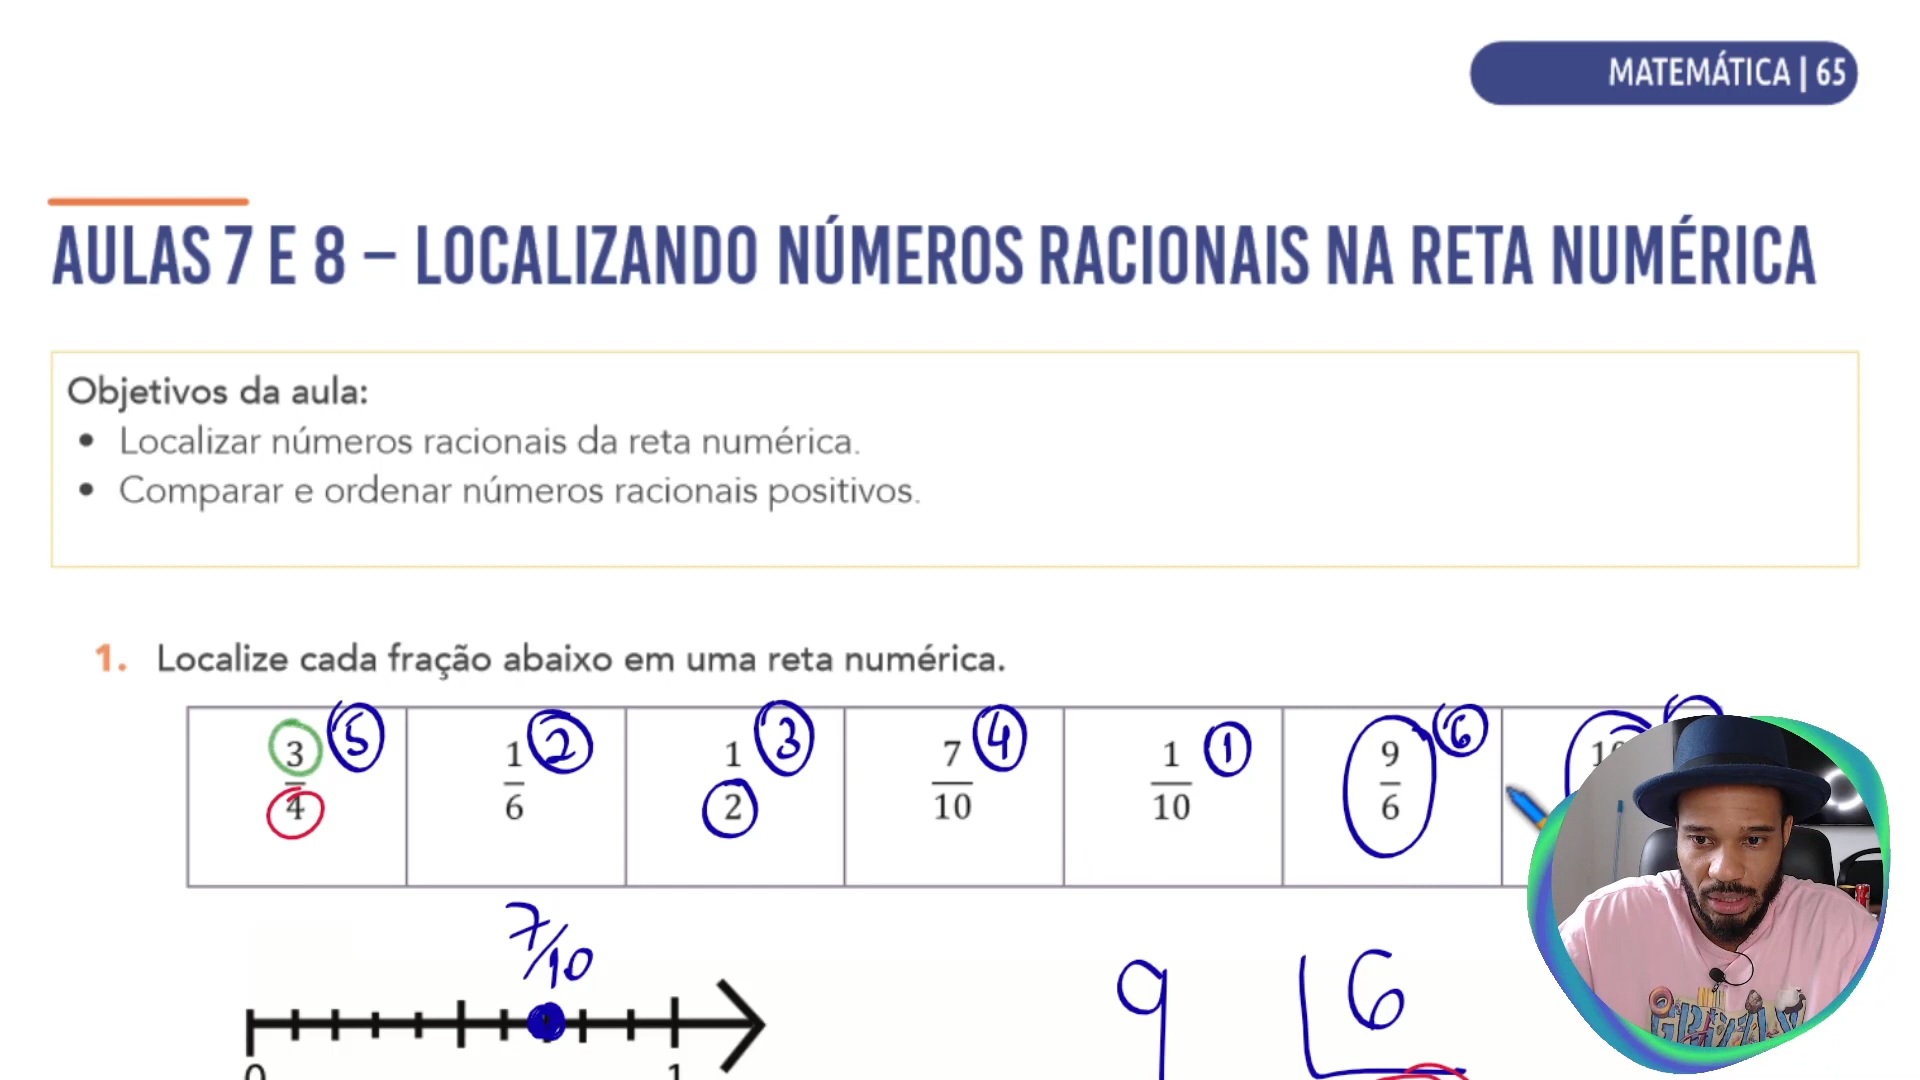 MATEMÁTICA | 65
AULAS 7 E 8 – LOCALIZANDO NÚMEROS RACIONAIS NA RETA NUMÉRICA
Objetivos da aula:
• Localizar números racionais da reta numérica.
• Comparar e ordenar números racionais positivos.
1. Localize cada fração abaixo em uma reta numérica.
3/4 5 1/6 2 1/2 3 7/10 4 1/10 1 9/6 6
7/10
9 6
0 1